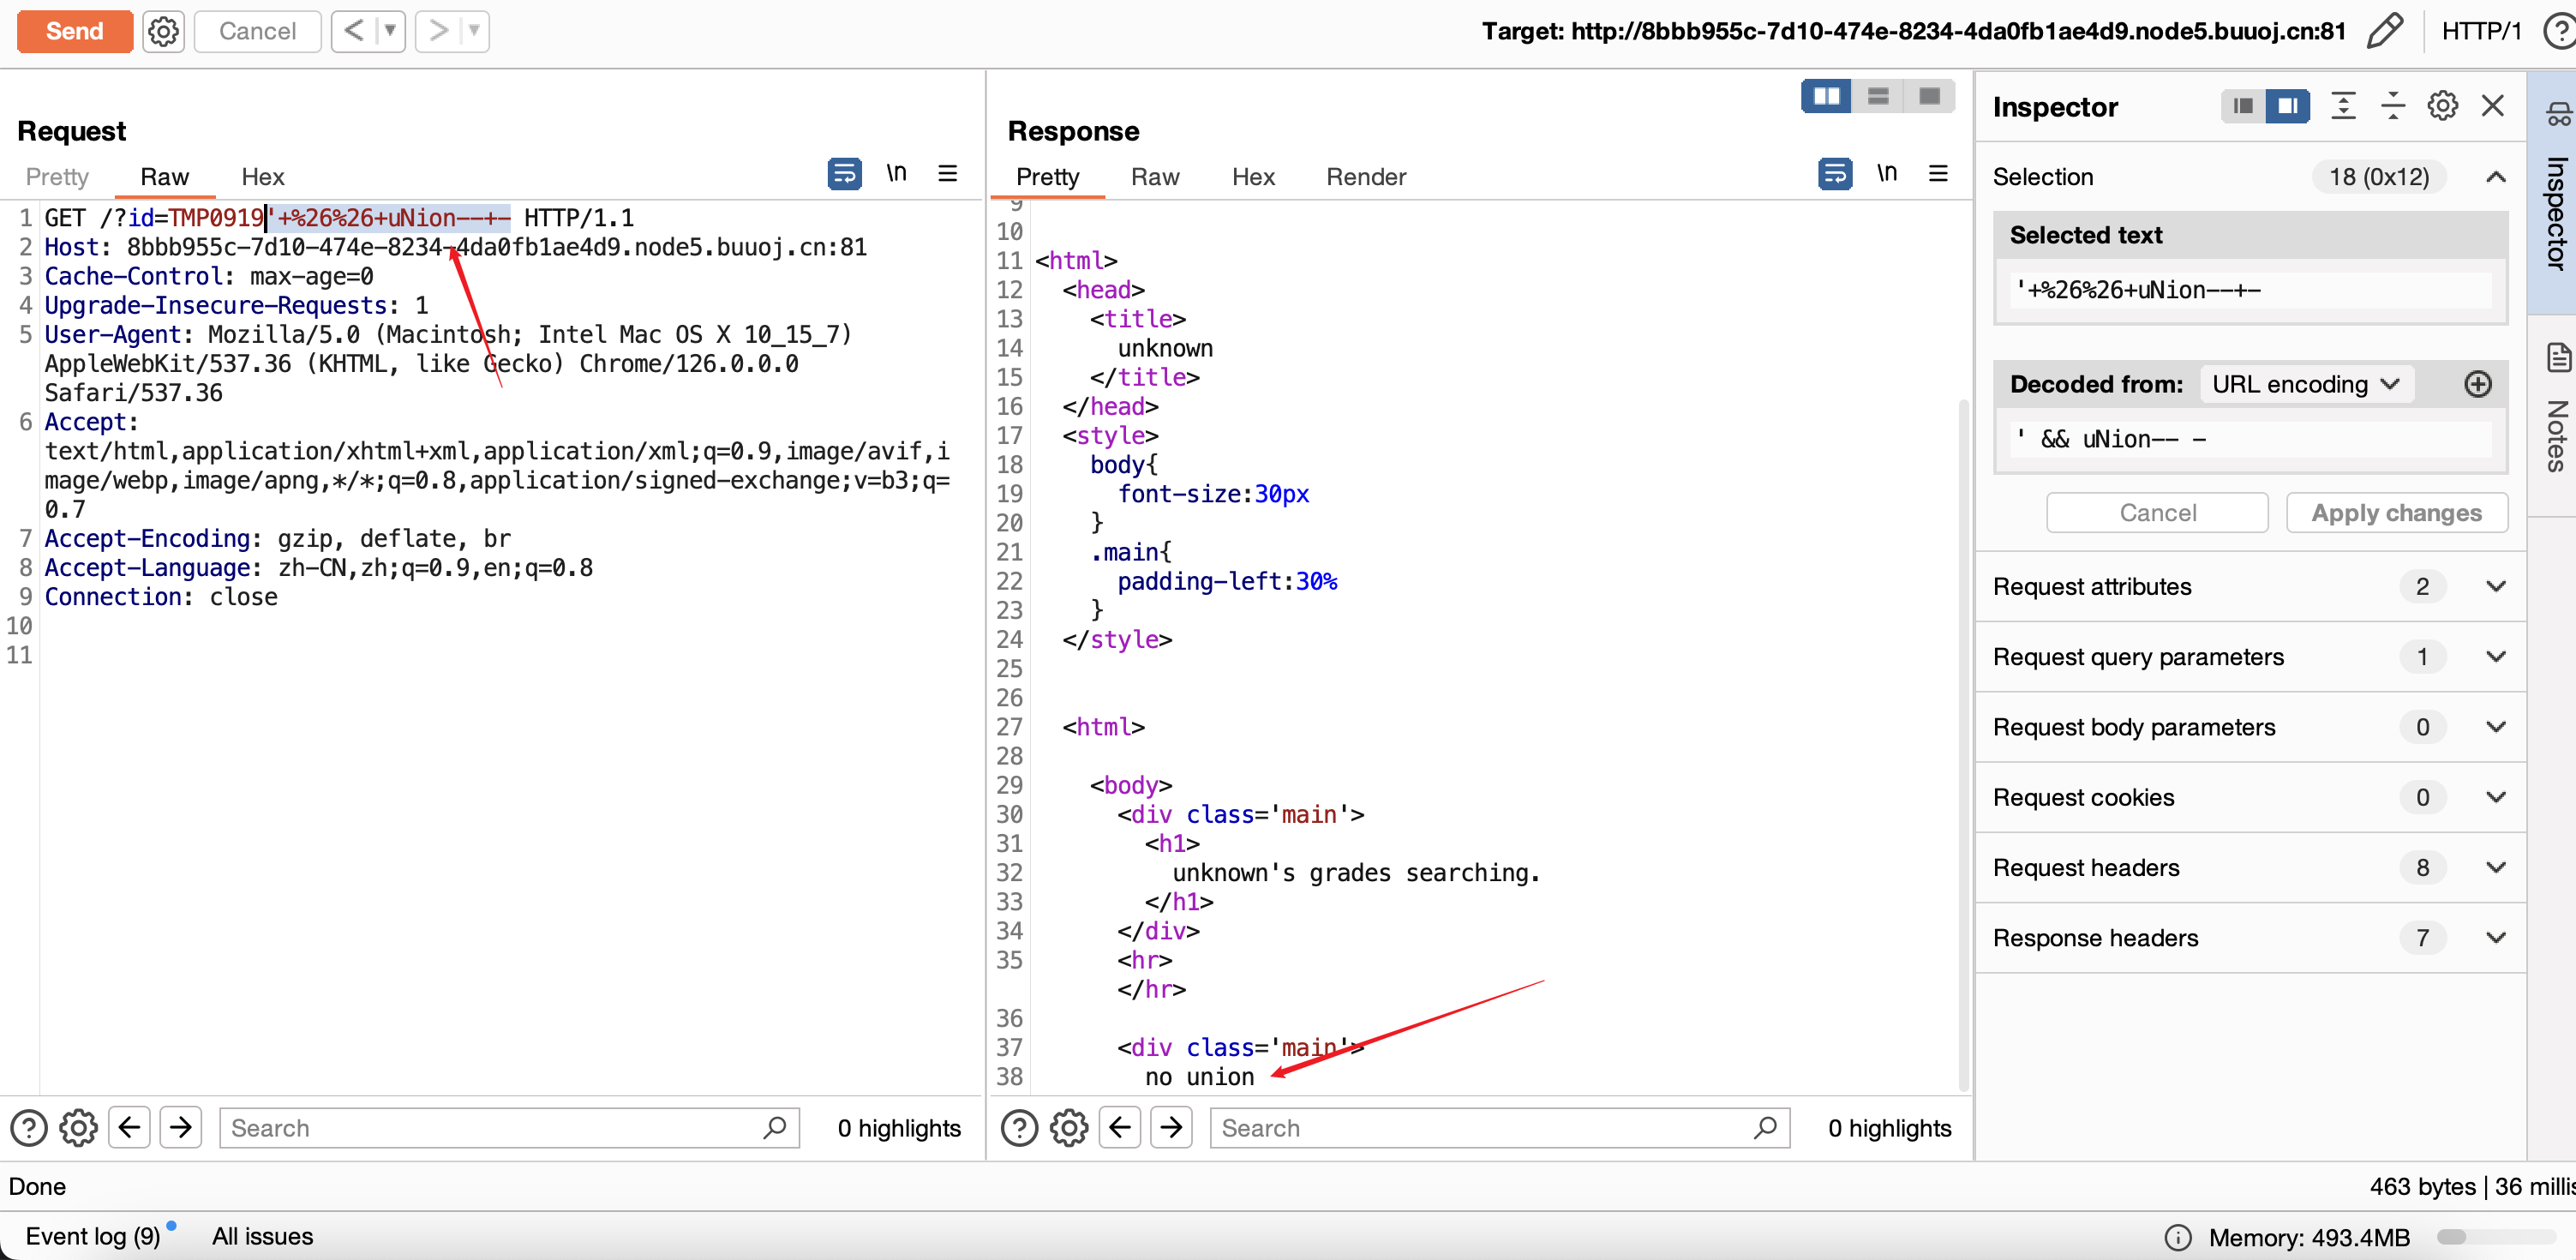 Send Cancel < > Target: http://8bbb955c-7d10-474e-8234-4da0fb1ae4d9.node5.buuoj.cn:81 HTTP/1
Request
Pretty Raw Hex \n
1 GET /?id=TMP0919'+%26%26+uNion--+- HTTP/1.1
2 Host: 8bbb955c-7d10-474e-8234-4da0fb1ae4d9.node5.buuoj.cn:81
3 Cache-Control: max-age=0
4 Upgrade-Insecure-Requests: 1
5 User-Agent: Mozilla/5.0 (Macintosh; Intel Mac OS X 10_15_7)
AppleWebKit/537.36 (KHTML, like Gecko) Chrome/126.0.0.0
Safari/537.36
6 Accept:
text/html,application/xhtml+xml,application/xml;q=0.9,image/avif,i
mage/webp,image/apng,*/*;q=0.8,application/signed-exchange;v=b3;q=
0.7
7 Accept-Encoding: gzip, deflate, br
8 Accept-Language: zh-CN,zh;q=0.9,en;q=0.8
9 Connection: close
10
11
Search 0 highlights
Response
Pretty Raw Hex Render \n
9
10
11 <html>
12 <head>
13 <title>
14 unknown
15 </title>
16 </head>
17 <style>
18 body{
19 font-size:30px
20 }
21 .main{
22 padding-left:30%
23 }
24 </style>
25
26
27 <html>
28
29 <body>
30 <div class='main'>
31 <h1>
32 unknown's grades searching.
33 </h1>
34 </div>
35 <hr>
</hr>
36
37 <div class='main'>
38 no union
Search 0 highlights
Inspector
Selection 18 (0x12)
Selected text
'+%26%26+uNion--+-
Decoded from: URL encoding
' && uNion-- -
Cancel Apply changes
Request attributes 2
Request query parameters 1
Request body parameters 0
Request cookies 0
Request headers 8
Response headers 7
Inspector
Notes
Done 463 bytes | 36 millis
Event log (9) All issues Memory: 493.4MB